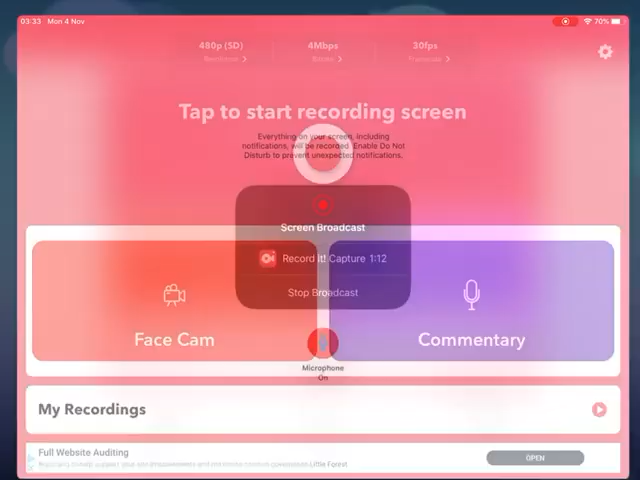 03:33 Mon 4 Nov
70%
480p (SD)
4Mbps
30fps
Resolution
Bitrate
Tap to start recording screen
Everything on your screen, including
notifications, will be recorded. Enable Do Not
Disturb to prevent unexpected notifications.
Screen Broadcast
Record it! Capture 1:12
Stop Broadcast
Face Cam
Commentary
Microphone
On
My Recordings
Full Website Auditing
Little Forest
OPEN